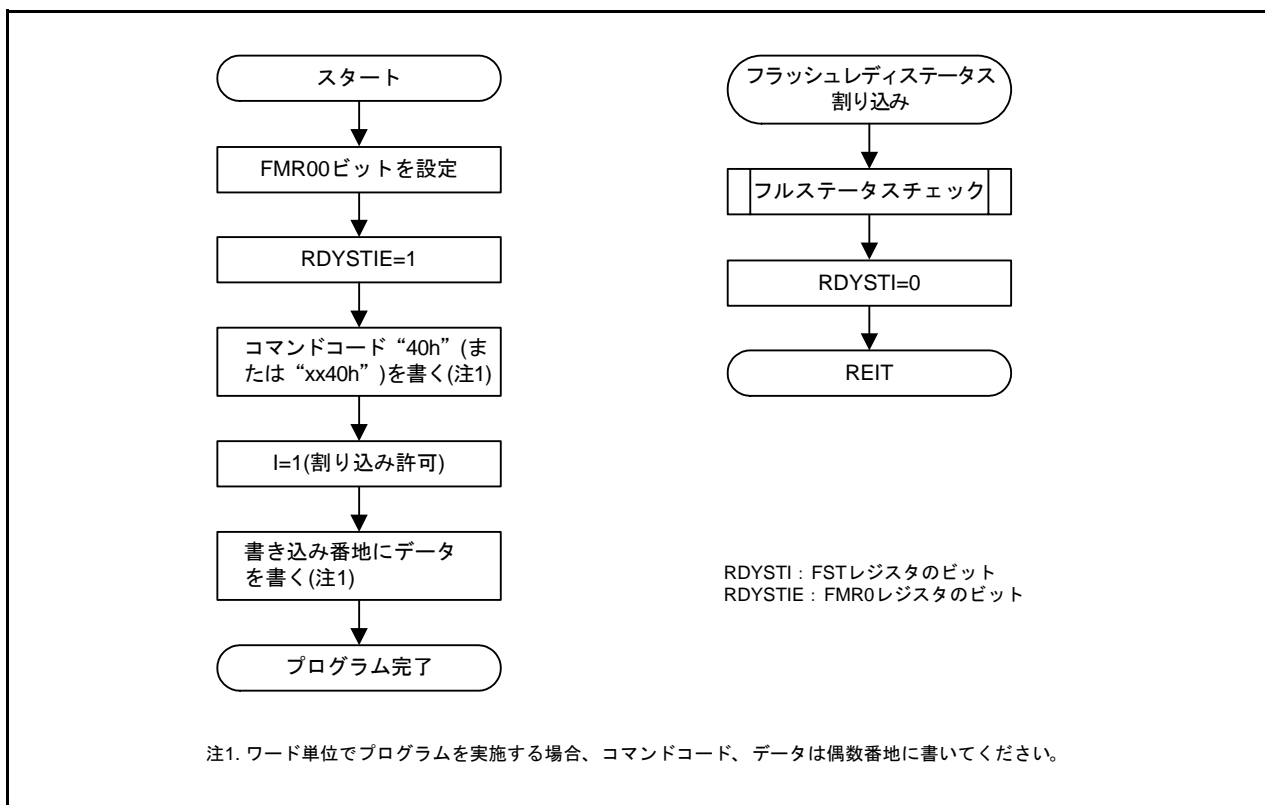 スタート
FMR00ビットを設定
RDYSTIE=1
コマンドコード“40h”(ま
たは“xx40h”)を書く(注1)
I=1(割り込み許可)
書き込み番地にデータ
を書く(注1)
プログラム完了
フラッシュレディステータス
割り込み
フルステータスチェック
RDYSTI=0
REIT
RDYSTI : FSTレジスタのビット
RDYSTIE : FMR0レジスタのビット
注1. ワード単位でプログラムを実施する場合、コマンドコード、データは偶数番地に書いてください。